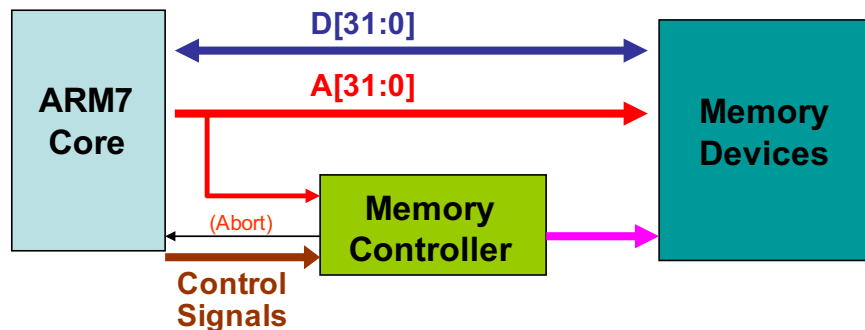 D[31:0]
A[31:0]
ARM7
Core
Memory
Devices
(Abort)
Memory
Controller
Control
Signals